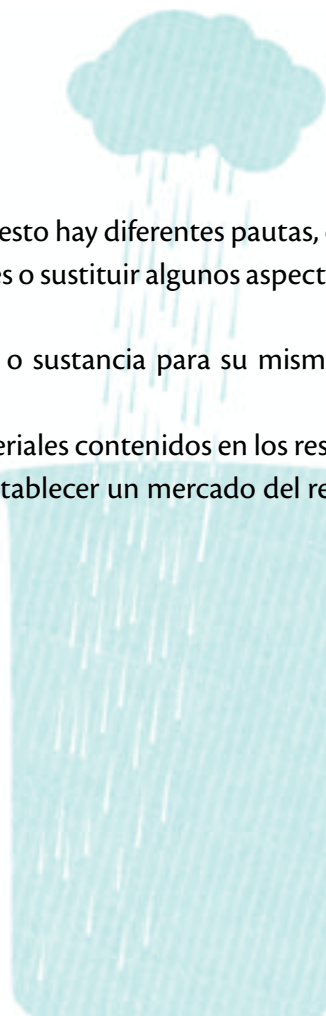 esto hay diferentes pautas,
es o sustituir algunos aspect
o sustancia para su mism
eriales contenidos en los res
tablecer un mercado del re